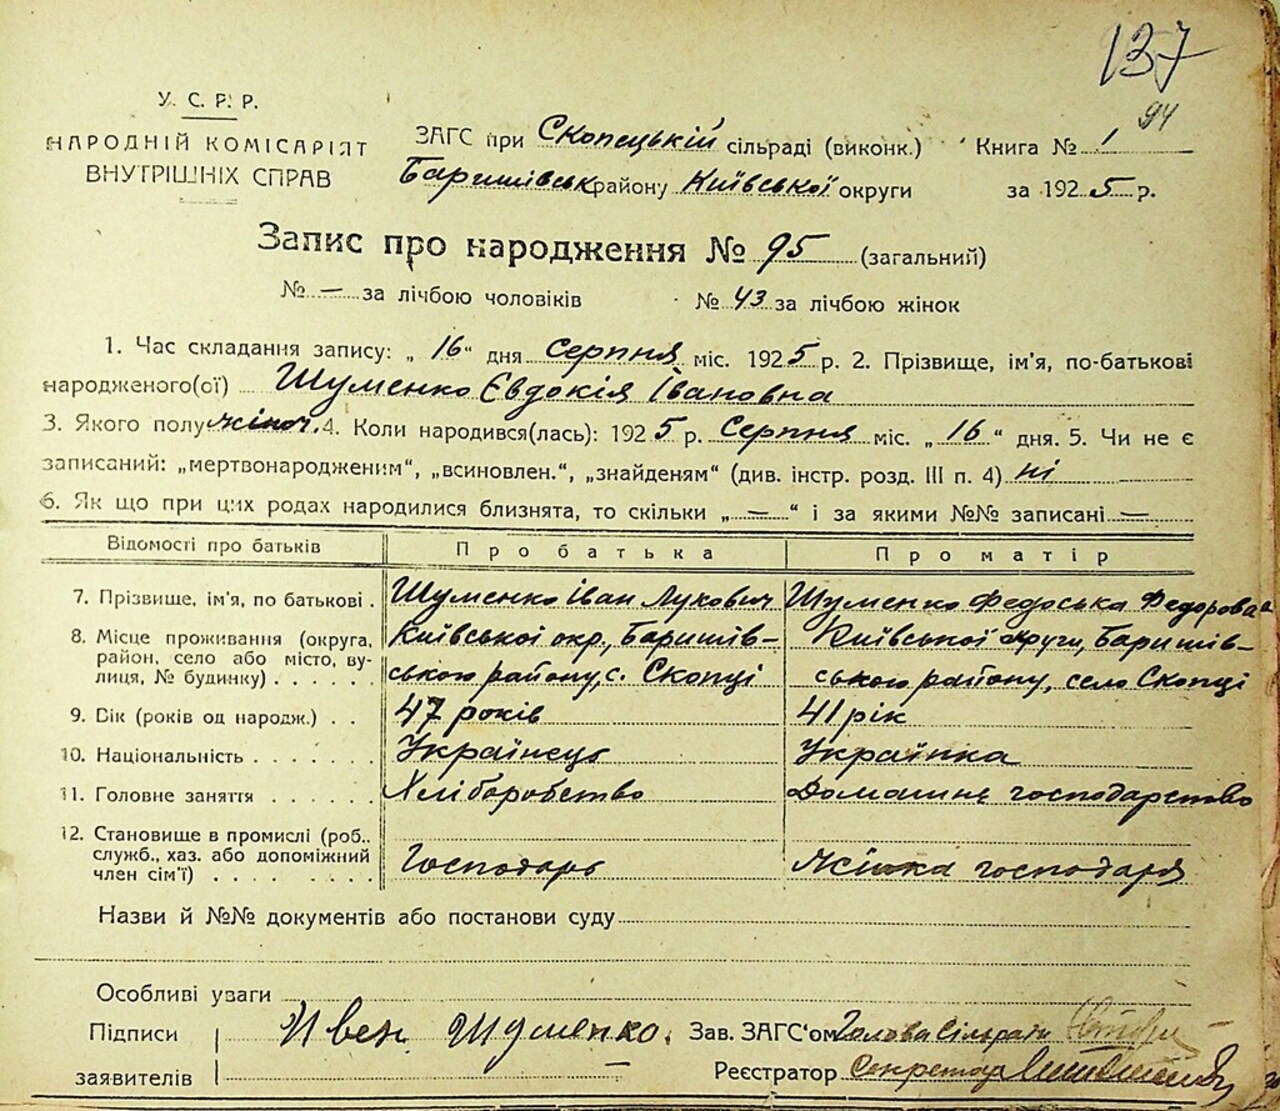 137
94
У. С. Р. Р.
НАРОДНІЙ КОМІСАРІЯТ
ВНУТРІШНІХ СПРАВ
ЗАГС при Скопецькій сільраді (виконк.) Книга № 1
Баришівськ району Київської округи за 1925 р.
Запис про народження № 95 (загальний)
№ — за лічбою чоловіків № 43 за лічбою жінок
1. Час складання запису: „16“ дня Серпня міс. 1925 р. 2. Прізвище, ім'я, по-батькові
народженого(ої) Шуменко Євдокія Івановна
3. Якого полу жіноч. 4. Коли народився(лась): 1925 р. Серпня міс. „16“ дня. 5. Чи не є
записаний: „мертвонародженим“, „всиновлен.“, „знайденям“ (див. інстр. розд. III п. 4) ні
6. Як що при цих родах народилися близнята, то скільки „—“ і за якими №№ записані —
Відомості про батьків Про батька Про матір
7. Прізвище, ім'я, по батькові . Шуменко Іван Лукович Шуменко Федоська Федорова
8. Місце проживання (округа, Київської окр., Баришів- Київської округи, Баришів-
район, село або місто, ву-
лиця, № будинку) . . . . . . ського району, с. Скопці ського району, село Скопці
9. Вік (років од народж.) . . 47 років 41 рік
10. Національність . . . . . . . Українець Українка
11. Головне заняття . . . . . . Хліборобство Домашне господарство
12. Становище в промислі (роб.,
служб., хаз. або допоміжний Господарь Жінка господаря
член сім'ї) . . . . . . . .
Назви й №№ документів або постанови суду
Особливі уваги
Підписи Ивен Шуменко. Зав. ЗАГС'ом Голова Сільради
заявителів — Реєстратор Секретар